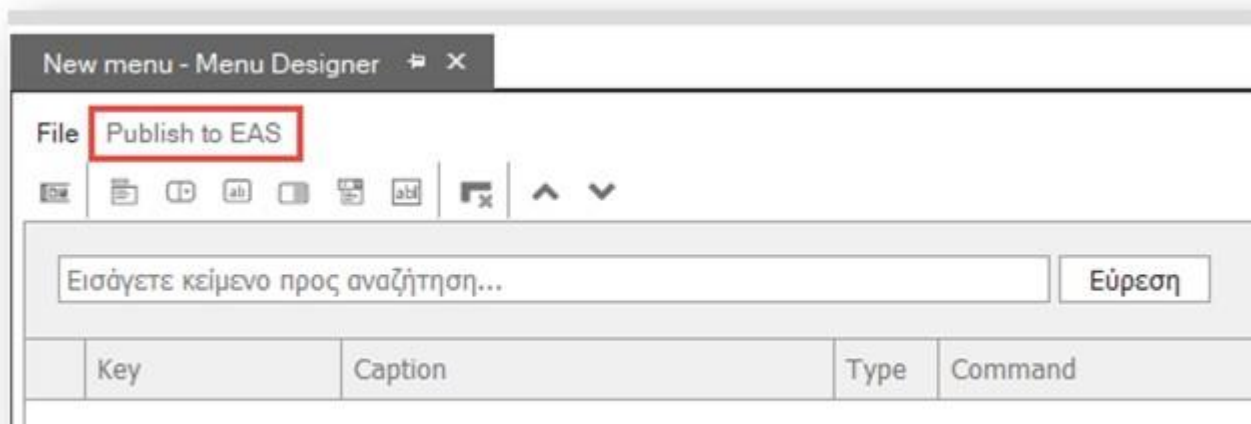 New menu - Menu Designer
File Publish to EAS
Εισάγετε κείμενο προς αναζήτηση... Εύρεση
Key Caption Type Command